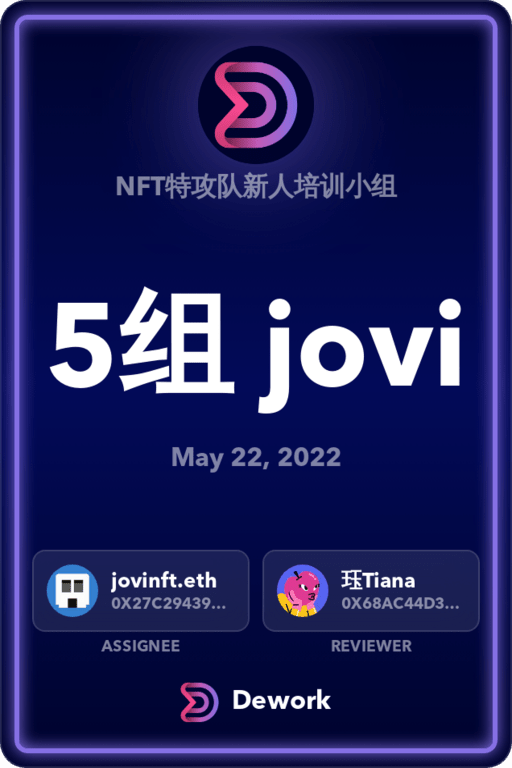 NFT特攻队新人培训小组
5组 jovi
May 22, 2022
jovinft.eth
0X27C29439...
ASSIGNEE
珏Tiana
0X68AC44D3...
REVIEWER
Dework